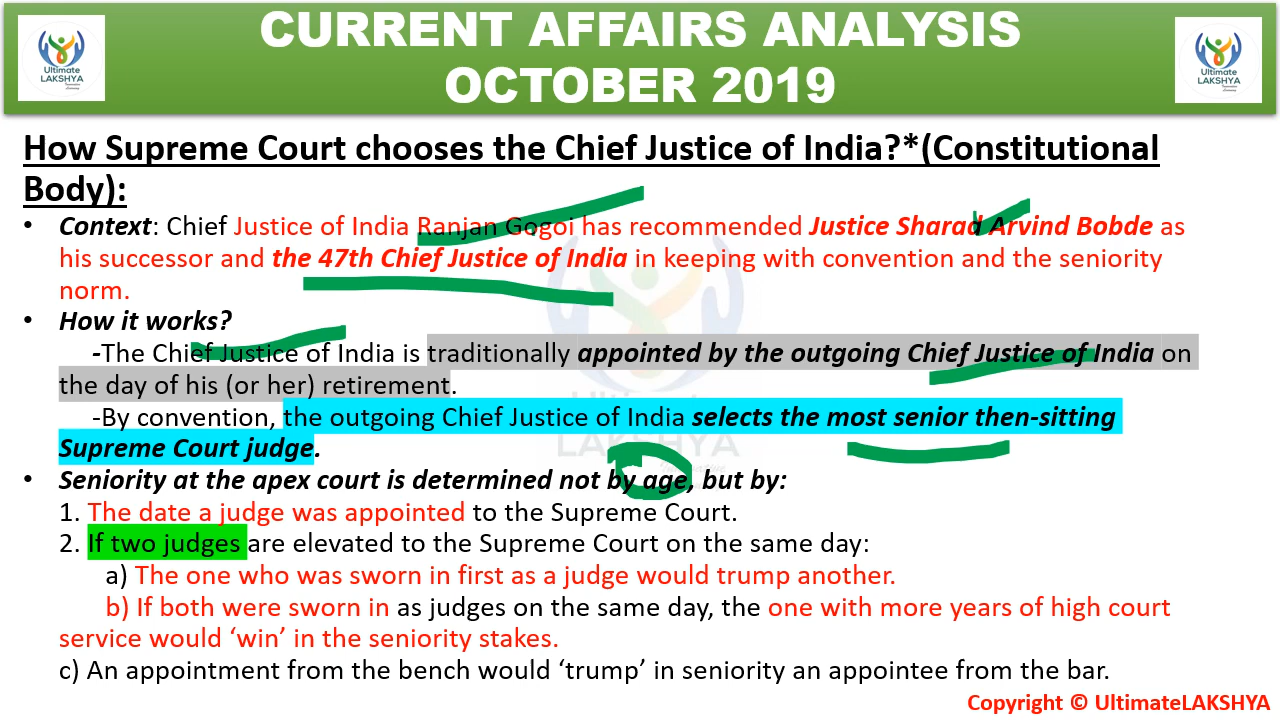 CURRENT AFFAIRS ANALYSIS
OCTOBER 2019
Ultimate
LAKSHYA
Ultimate
LAKSHYA
How Supreme Court chooses the Chief Justice of India?*(Constitutional
Body):
• Context: Chief Justice of India Ranjan Gogoi has recommended Justice Sharad Arvind Bobde as
his successor and the 47th Chief Justice of India in keeping with convention and the seniority
norm.
• How it works?
-The Chief Justice of India is traditionally appointed by the outgoing Chief Justice of India on
the day of his (or her) retirement.
-By convention, the outgoing Chief Justice of India selects the most senior then-sitting
Supreme Court judge.
Ultimate
LAKSHYA
• Seniority at the apex court is determined not by age, but by:
1. The date a judge was appointed to the Supreme Court.
2. If two judges are elevated to the Supreme Court on the same day:
a) The one who was sworn in first as a judge would trump another.
b) If both were sworn in as judges on the same day, the one with more years of high court
service would ‘win’ in the seniority stakes.
c) An appointment from the bench would ‘trump’ in seniority an appointee from the bar.
Copyright © UltimateLAKSHYA